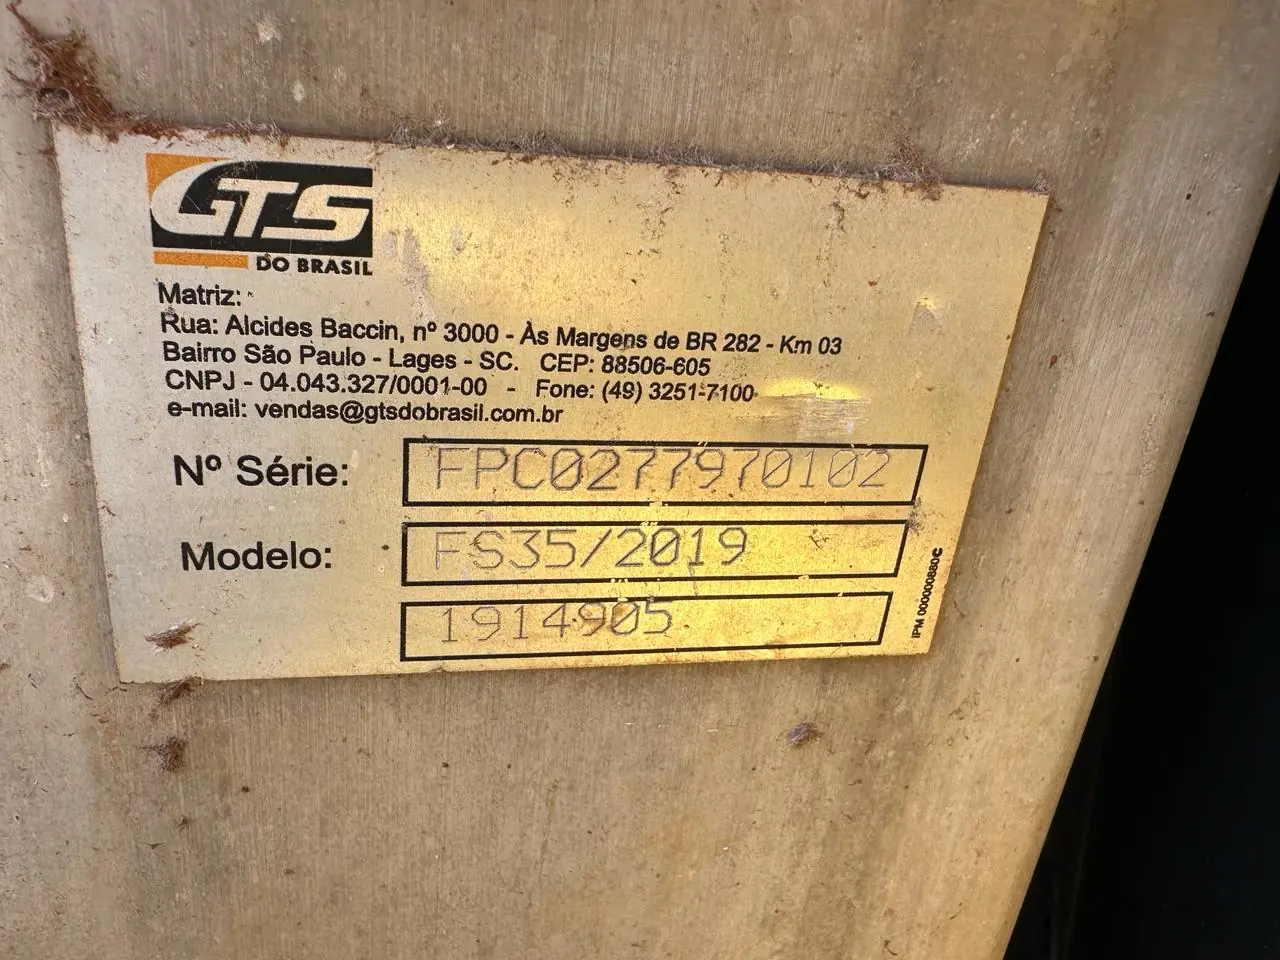 GTS
DO BRASIL
Matriz:
Rua: Alcides Baccin, nº 3000 - Às Margens de BR 282 - Km 03
Bairro São Paulo - Lages - SC. CEP: 88506-605
CNPJ - 04.043.327/0001-00 - Fone: (49) 3251-7100
e-mail: vendas@gtsdobrasil.com.br
Nº Série: FPC0277970102
Modelo: FS35/2019
1914905
IPM 000000880C